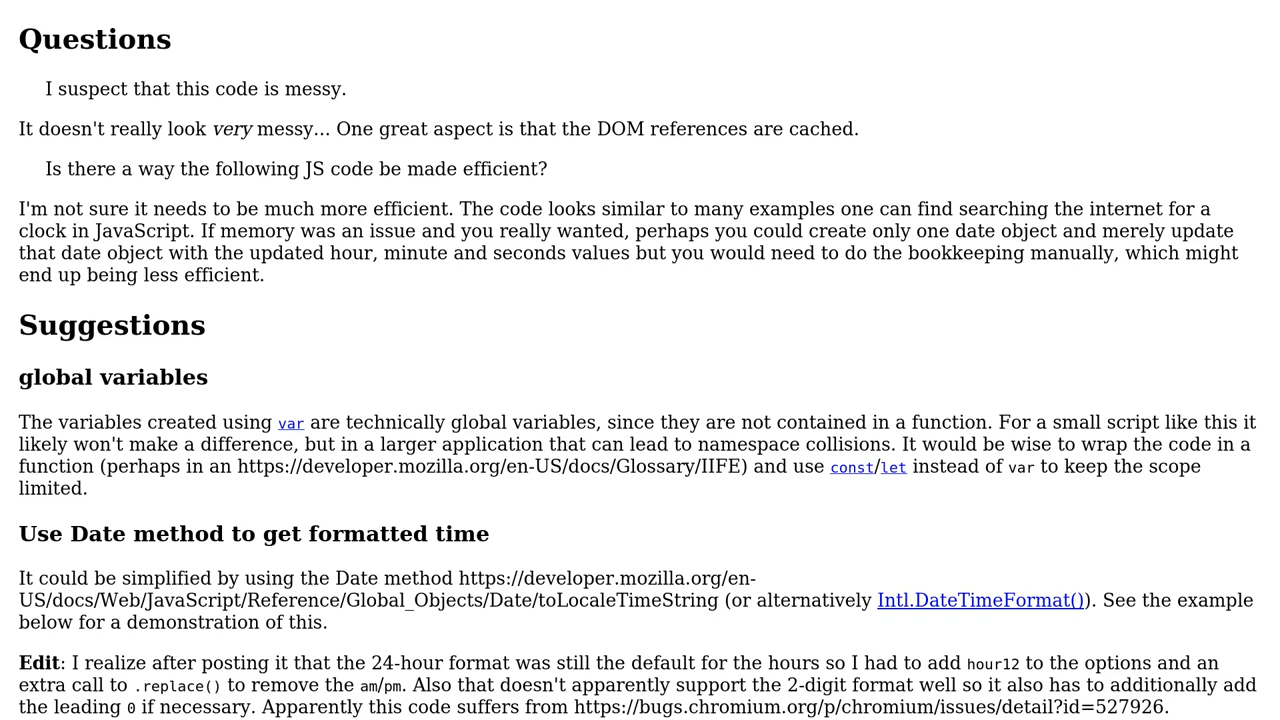 Questions
I suspect that this code is messy.
It doesn't really look very messy... One great aspect is that the DOM references are cached.
Is there a way the following JS code be made efficient?
I'm not sure it needs to be much more efficient. The code looks similar to many examples one can find searching the internet for a
clock in JavaScript. If memory was an issue and you really wanted, perhaps you could create only one date object and merely update
that date object with the updated hour, minute and seconds values but you would need to do the bookkeeping manually, which might
end up being less efficient.
Suggestions
global variables
The variables created using var are technically global variables, since they are not contained in a function. For a small script like this it
likely won't make a difference, but in a larger application that can lead to namespace collisions. It would be wise to wrap the code in a
function (perhaps in an https://developer.mozilla.org/en-US/docs/Glossary/IIFE) and use const/let instead of var to keep the scope
limited.
Use Date method to get formatted time
It could be simplified by using the Date method https://developer.mozilla.org/en-
US/docs/Web/JavaScript/Reference/Global_Objects/Date/toLocaleTimeString (or alternatively Intl.DateTimeFormat()). See the example
below for a demonstration of this.
Edit: I realize after posting it that the 24-hour format was still the default for the hours so I had to add hour12 to the options and an
extra call to .replace() to remove the am/pm. Also that doesn't apparently support the 2-digit format well so it also has to additionally add
the leading 0 if necessary. Apparently this code suffers from https://bugs.chromium.org/p/chromium/issues/detail?id=527926.